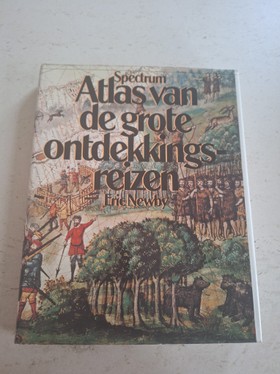 Spectrum
Atlas van
de grote
ontdekkings
reizen
Eric Newby